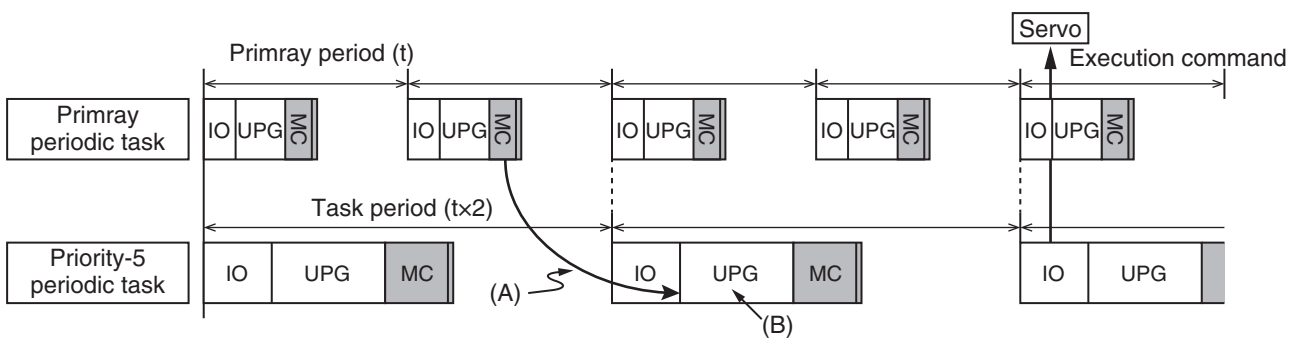 Servo
Primray period (t)
Execution command
Primray
periodic task
IO UPG MC
IO UPG MC
IO UPG MC
IO UPG MC
IO UPG MC
Task period (t×2)
Priority-5
periodic task
IO UPG MC
IO UPG MC
IO UPG
(A)
(B)